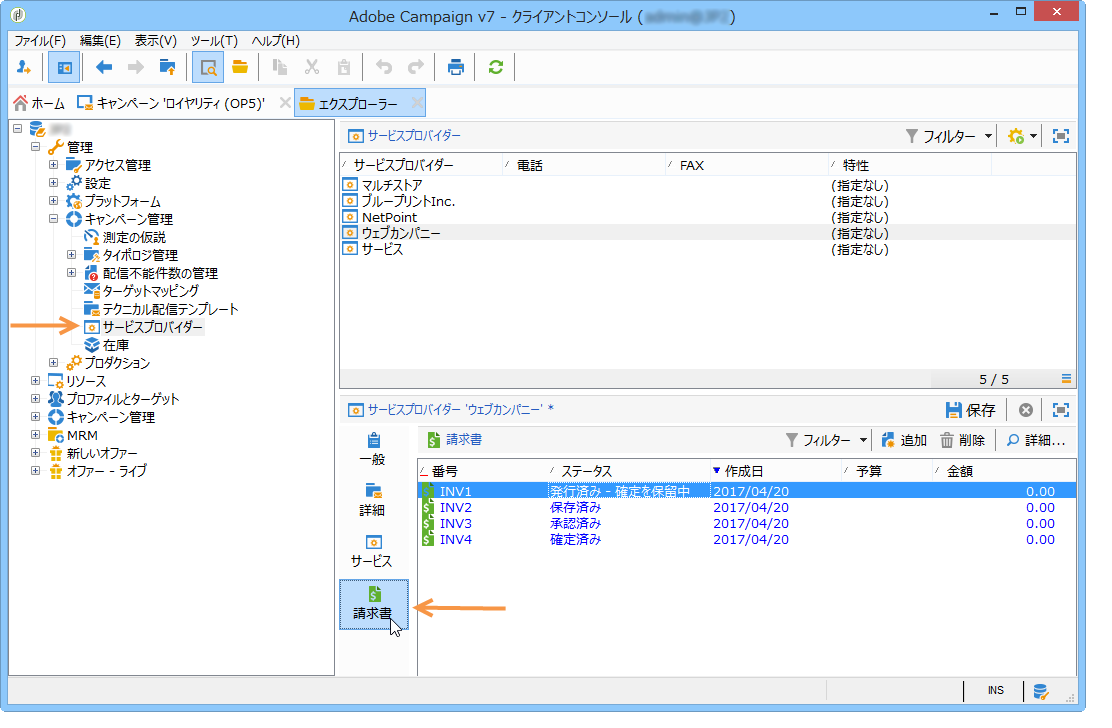 Adobe Campaign v7 - クライアントコンソール (
ファイル(F) 編集(E) 表示(V) ツール(T) ヘルプ(H)
ホーム キャンペーン 'ロイヤリティ (OP5)' エクスプローラー
管理
アクセス管理
設定
プラットフォーム
キャンペーン管理
測定の仮説
タイポロジ管理
配信不能件数の管理
ターゲットマッピング
テクニカル配信テンプレート
サービスプロバイダー
在庫
プロダクション
リソース
プロファイルとターゲット
キャンペーン管理
MRM
新しいオファー
オファー - ライブ
サービスプロバイダー フィルター
サービスプロバイダー 電話 FAX 特性
マルチストア (指定なし)
ブループリントInc. (指定なし)
NetPoint (指定なし)
ウェブカンパニー (指定なし)
サービス (指定なし)
5 / 5
サービスプロバイダー 'ウェブカンパニー' * 保存
一般
詳細
サービス
請求書
請求書 フィルター 追加 削除 詳細...
番号 ステータス 作成日 予算 金額
INV1 発行済み - 確定を保留中 2017/04/20 0.00
INV2 保存済み 2017/04/20 0.00
INV3 承認済み 2017/04/20 0.00
INV4 確定済み 2017/04/20 0.00
INS